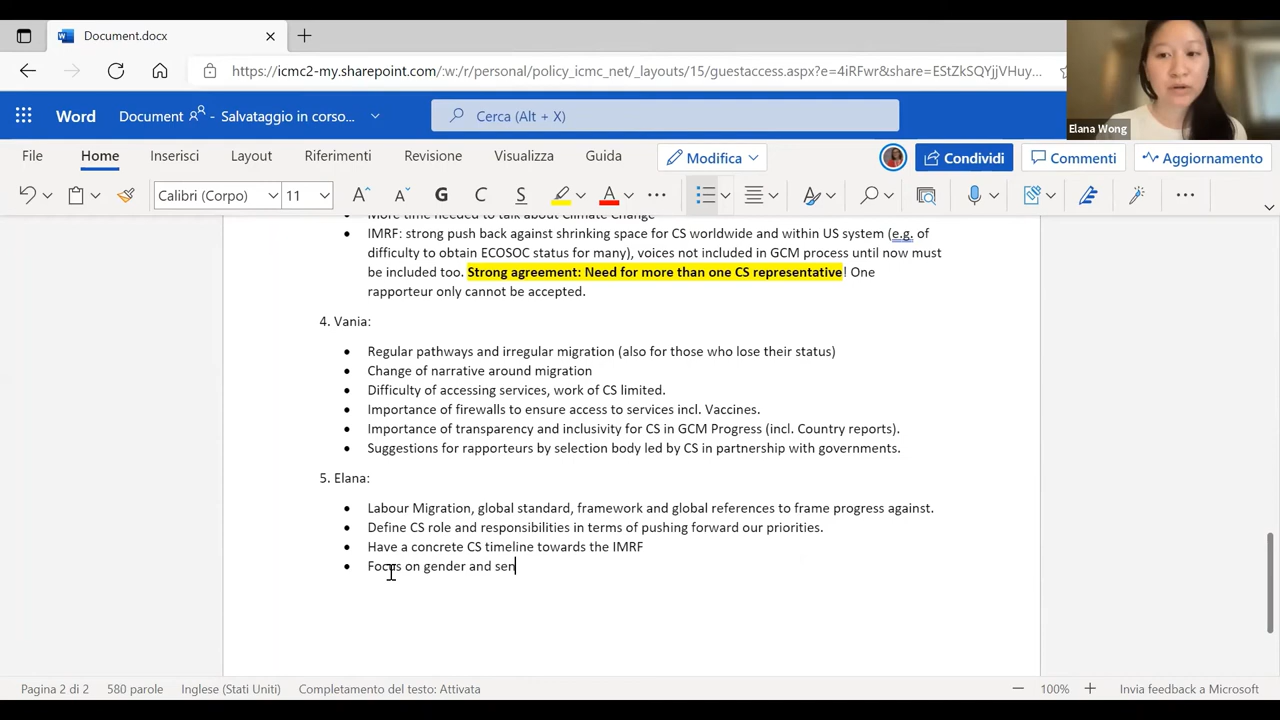 Document.docx
https://icmc2-my.sharepoint.com/:w:/r/personal/policy_icmc_net/_layouts/15/guestaccess.aspx?e=4iRFwr&share=EStZkSQYjjVHuy...
Elana Wong
Word Document - Salvataggio in corso... Cerca (Alt + X)
File Home Inserisci Layout Riferimenti Revisione Visualizza Guida Modifica Condividi Commenti Aggiornamento
Calibri (Corpo) 11 G C S
More time needed to talk about Climate Change
IMRF: strong push back against shrinking space for CS worldwide and within US system (e.g. of
difficulty to obtain ECOSOC status for many), voices not included in GCM process until now must
be included too. Strong agreement: Need for more than one CS representative! One
rapporteur only cannot be accepted.
4. Vania:
• Regular pathways and irregular migration (also for those who lose their status)
• Change of narrative around migration
• Difficulty of accessing services, work of CS limited.
• Importance of firewalls to ensure access to services incl. Vaccines.
• Importance of transparency and inclusivity for CS in GCM Progress (incl. Country reports).
• Suggestions for rapporteurs by selection body led by CS in partnership with governments.
5. Elana:
• Labour Migration, global standard, framework and global references to frame progress against.
• Define CS role and responsibilities in terms of pushing forward our priorities.
• Have a concrete CS timeline towards the IMRF
• Focus on gender and sen
Pagina 2 di 2 580 parole Inglese (Stati Uniti) Completamento del testo: Attivata 100% Invia feedback a Microsoft